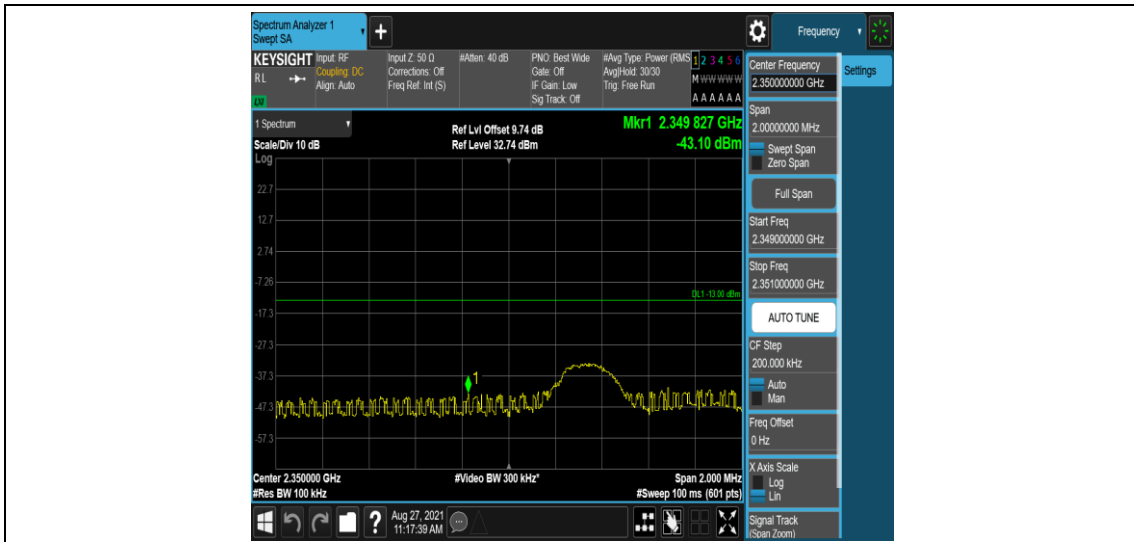 Spectrum Analyzer 1
Swept SA
+
Frequency
KEYSIGHT
RL
LM
Input: RF
Coupling: DC
Align: Auto
Input Z: 50 Ω
Corrections: Off
Freq Ref: Int (S)
#Atten: 40 dB
PNO: Best Wide
Gate: Off
IF Gain: Low
Sig Track: Off
#Avg Type: Power (RMS
Avg|Hold: 30/30
Trig: Free Run
1 2 3 4 5 6
M W W W W W
A A A A A A
Center Frequency
2.350000000 GHz
Settings
1 Spectrum
Scale/Div 10 dB
Ref Lvl Offset 9.74 dB
Ref Level 32.74 dBm
Mkr1 2.349 827 GHz
-43.10 dBm
Log
22.7
12.7
2.74
-7.26
-17.3
-27.3
-37.3
-47.3
-57.3
DL1 -13.00 dBm
1
Center 2.350000 GHz
#Res BW 100 kHz
#Video BW 300 kHz*
Span 2.000 MHz
#Sweep 100 ms (601 pts)
Span
2.00000000 MHz
Swept Span
Zero Span
Full Span
Start Freq
2.349000000 GHz
Stop Freq
2.351000000 GHz
AUTO TUNE
CF Step
200.000 kHz
Auto
Man
Freq Offset
0 Hz
X Axis Scale
Log
Lin
Signal Track
(Span Zoom)
?
Aug 27, 2021
11:17:39 AM